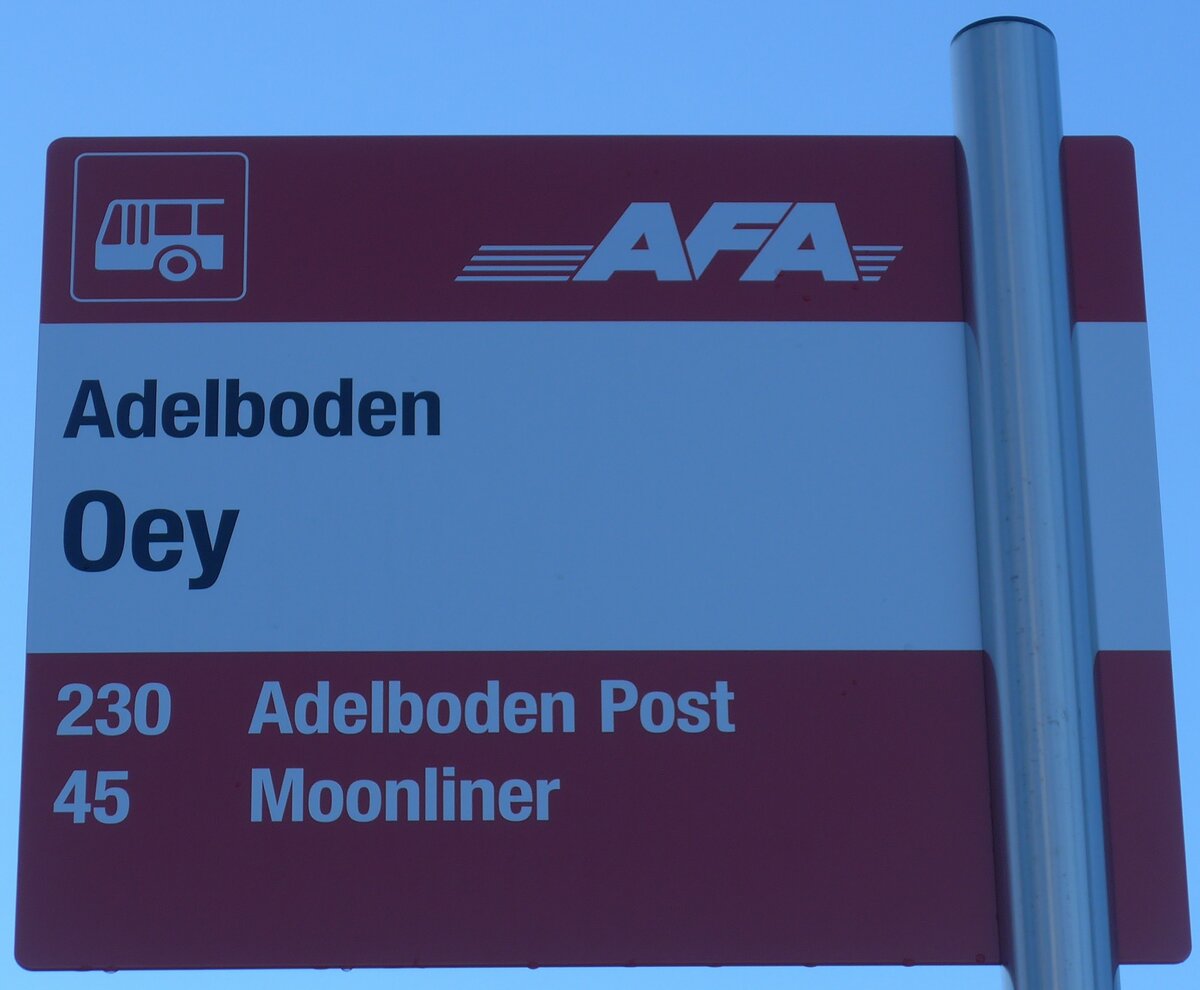 AFA
Adelboden
Oey
230 Adelboden Post
45 Moonliner